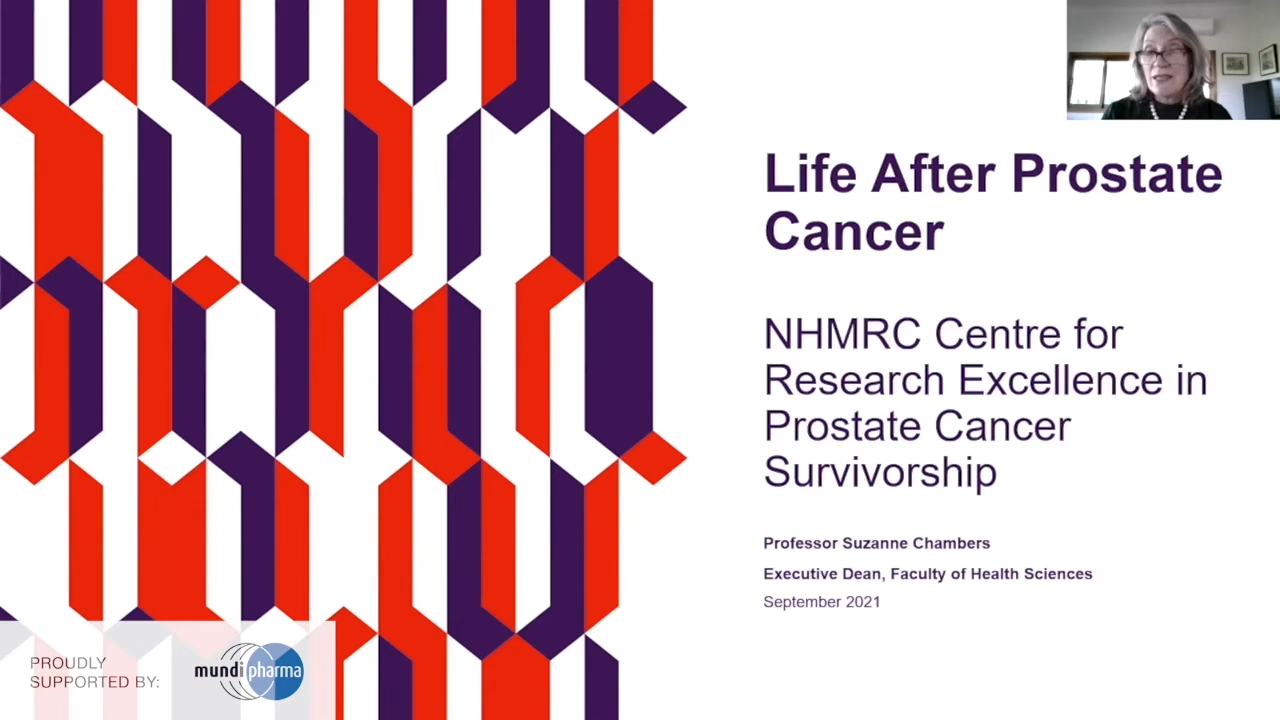 Life After Prostate
Cancer
NHMRC Centre for
Research Excellence in
Prostate Cancer
Survivorship
Professor Suzanne Chambers
Executive Dean, Faculty of Health Sciences
September 2021
PROUDLY
SUPPORTED BY:
mundipharma